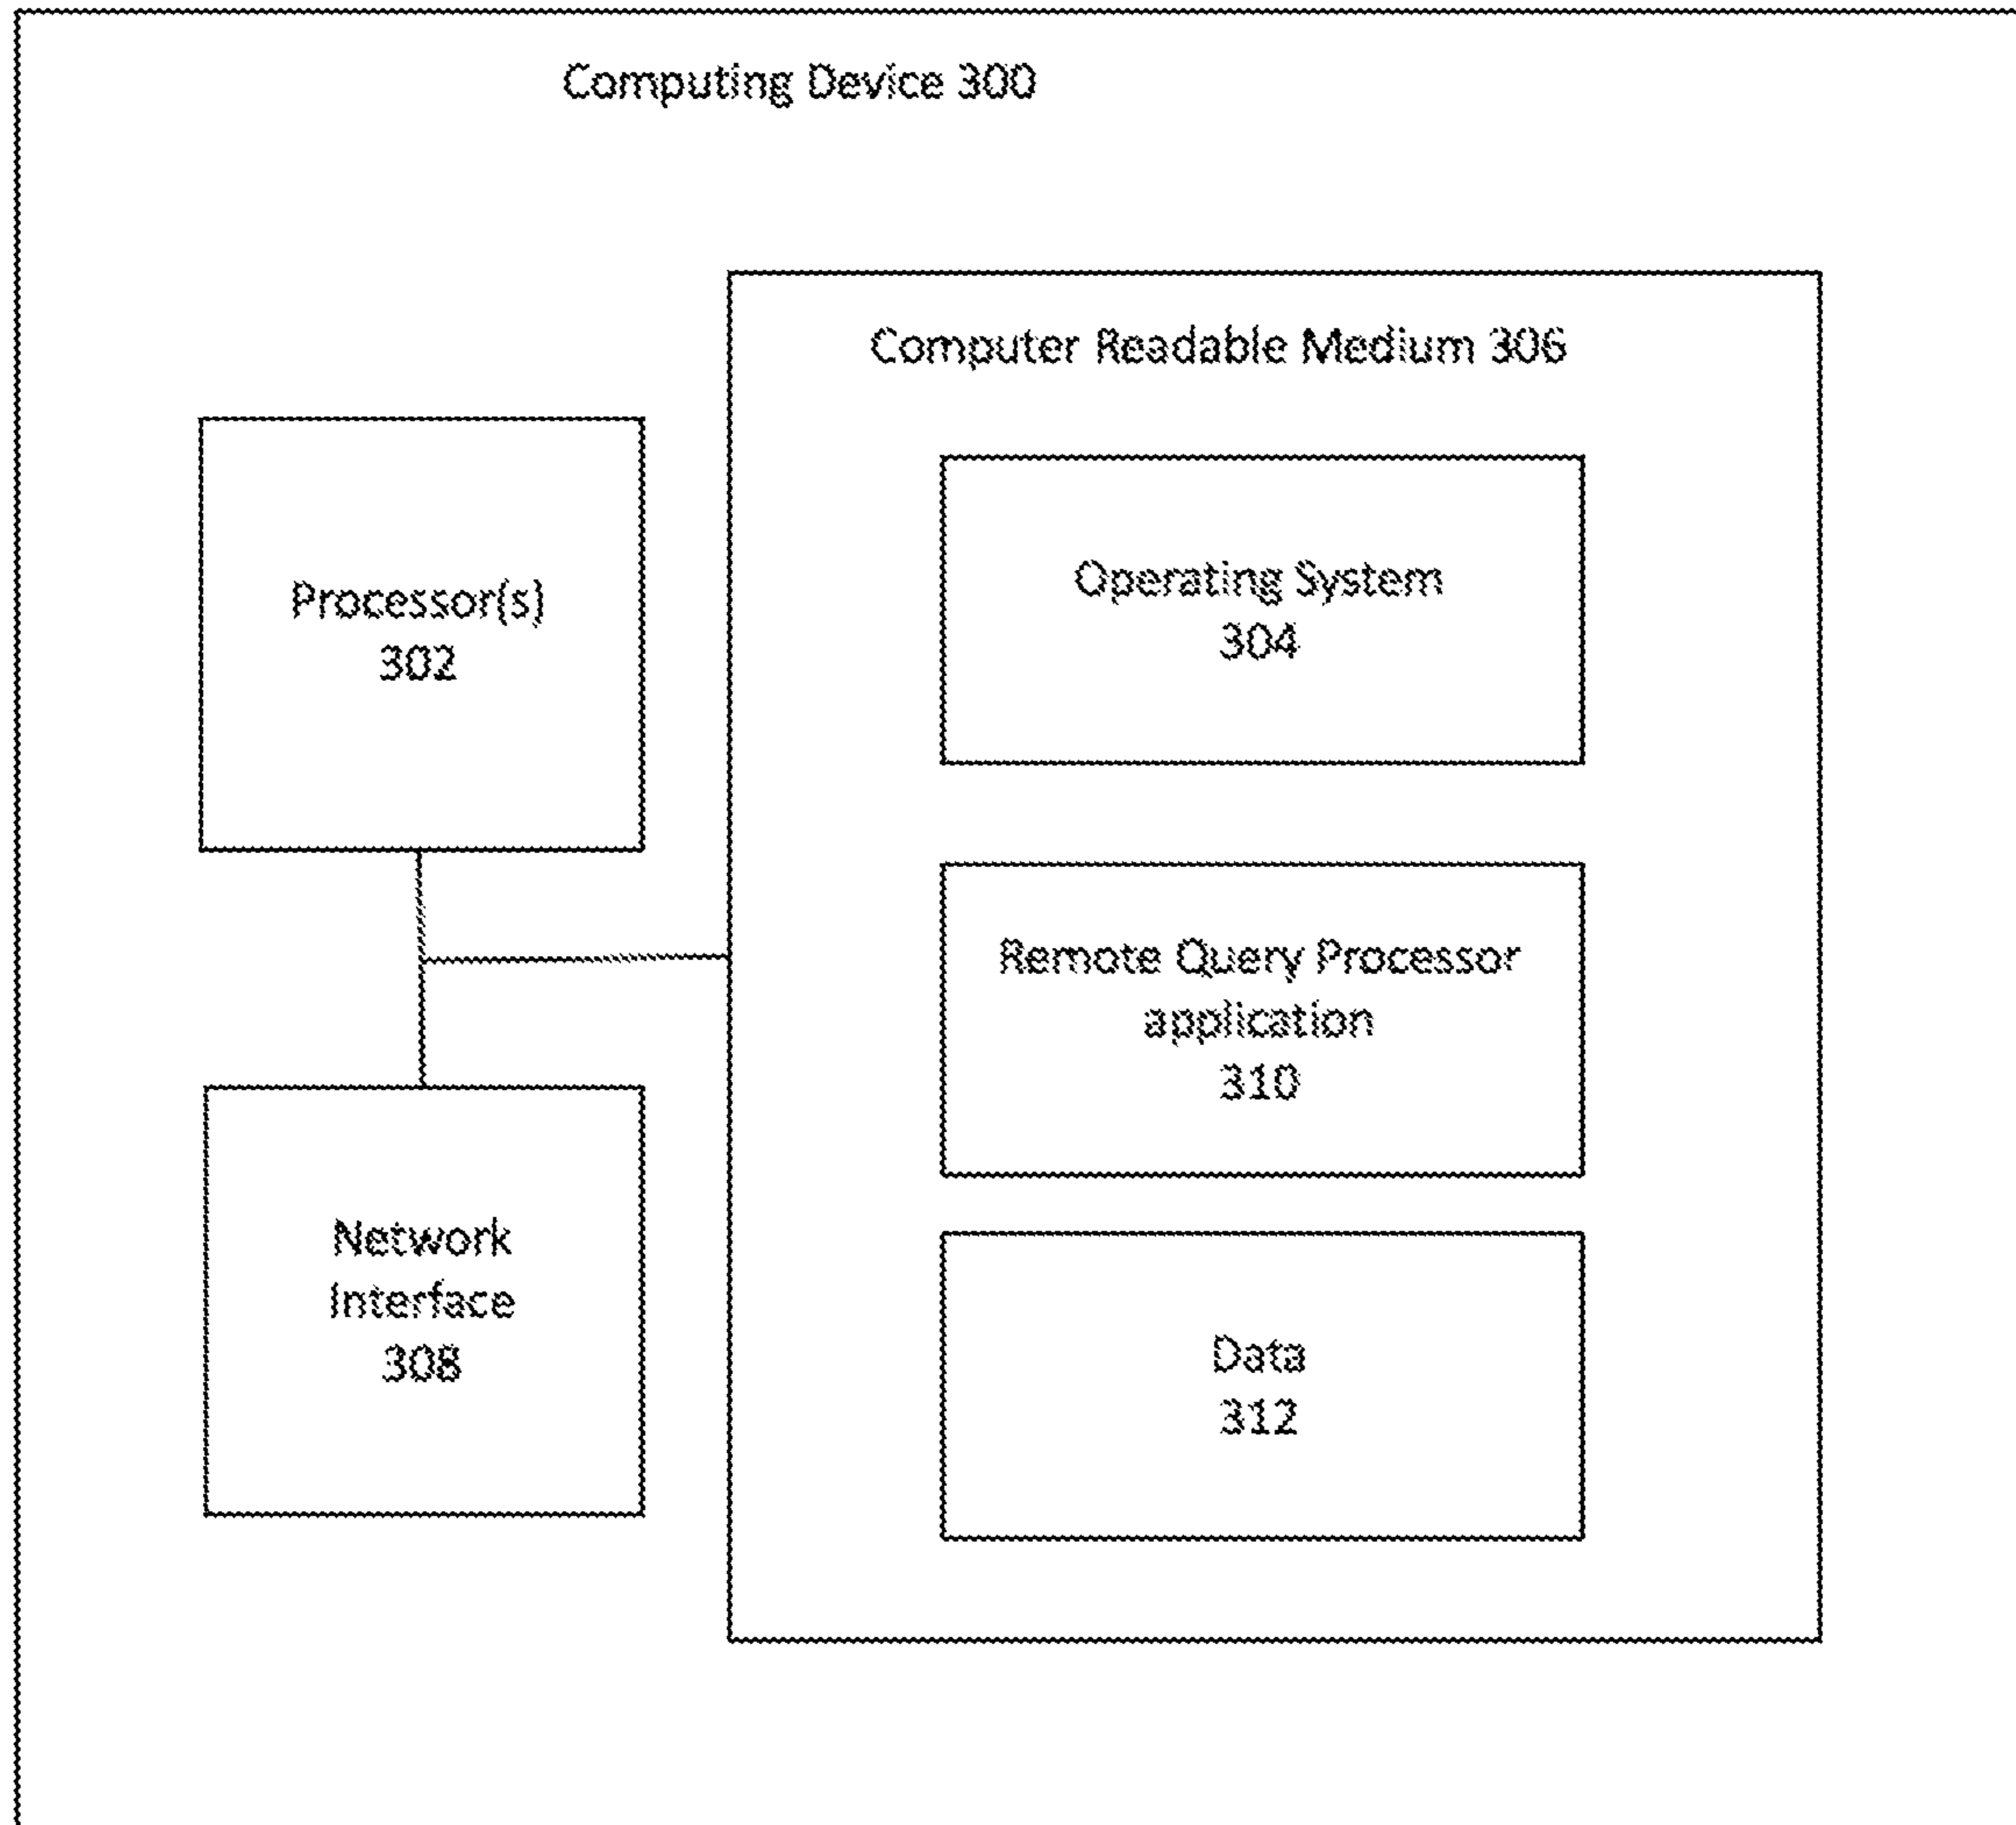 Computing Device 300
Computer Readable Medium 306
Processor(s)
302
Operating System
304
Remote Query Processor
application
310
Network
Interface
308
Data
312